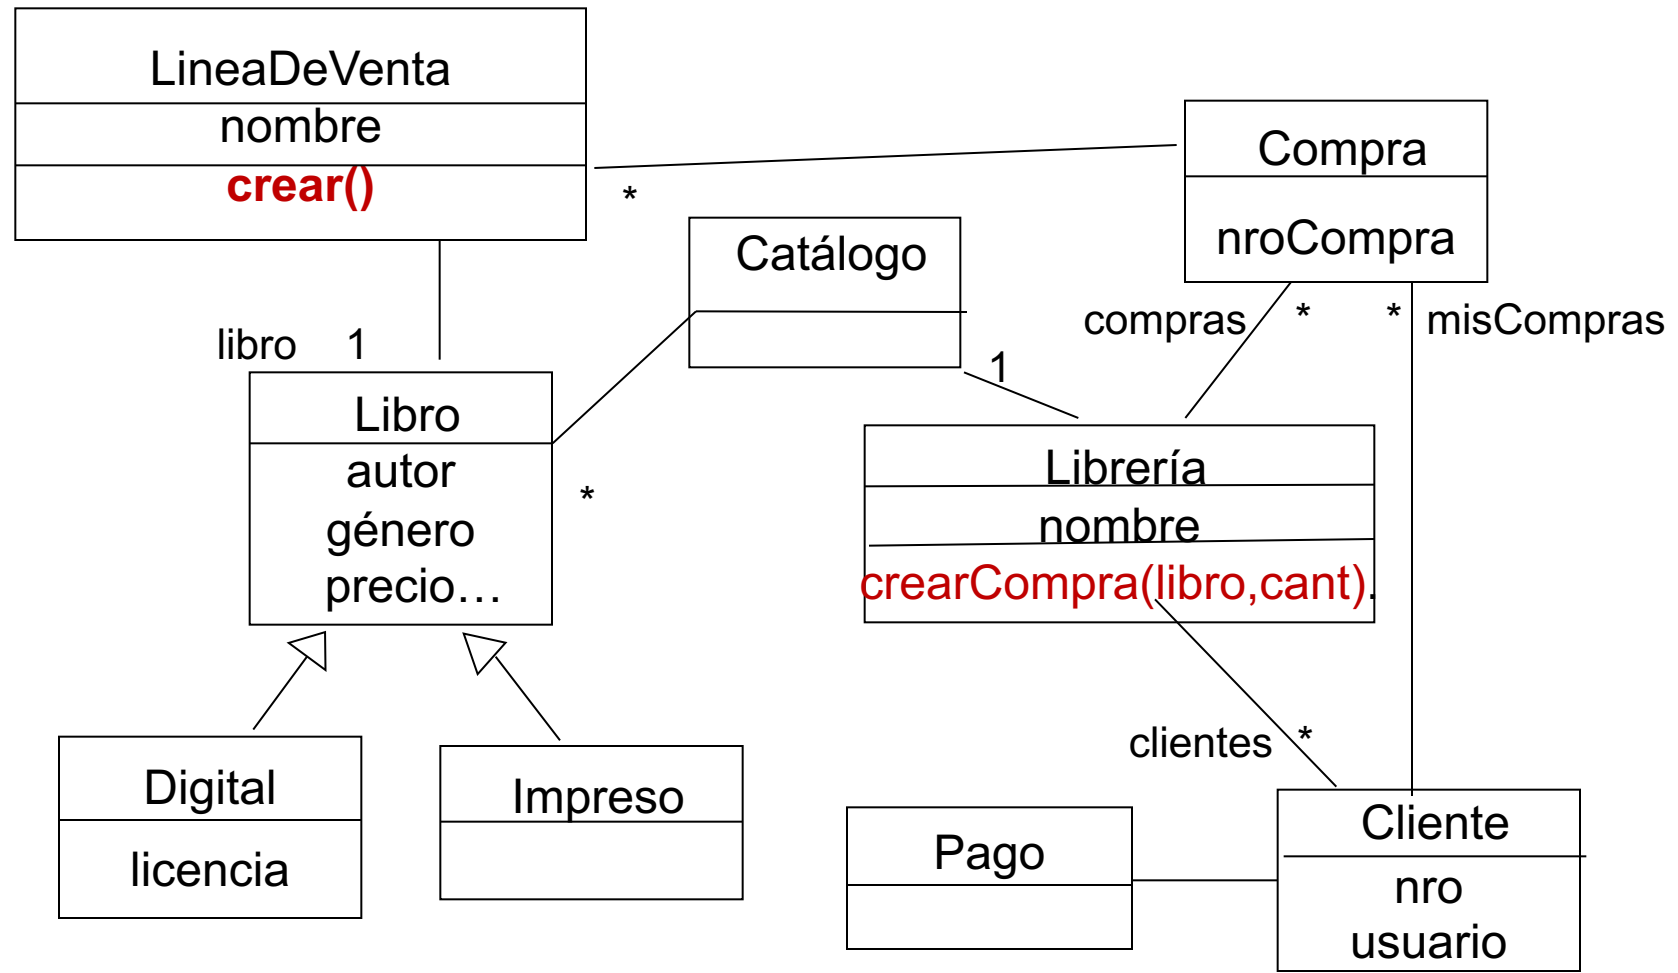 LineaDeVenta
nombre
crear()
*
Compra
nroCompra
Catálogo
compras * * misCompras
libro 1
1
Libro
autor
género
precio…
*
Librería
nombre
crearCompra(libro,cant).
clientes *
Digital
licencia
Impreso
Pago
Cliente
nro
usuario